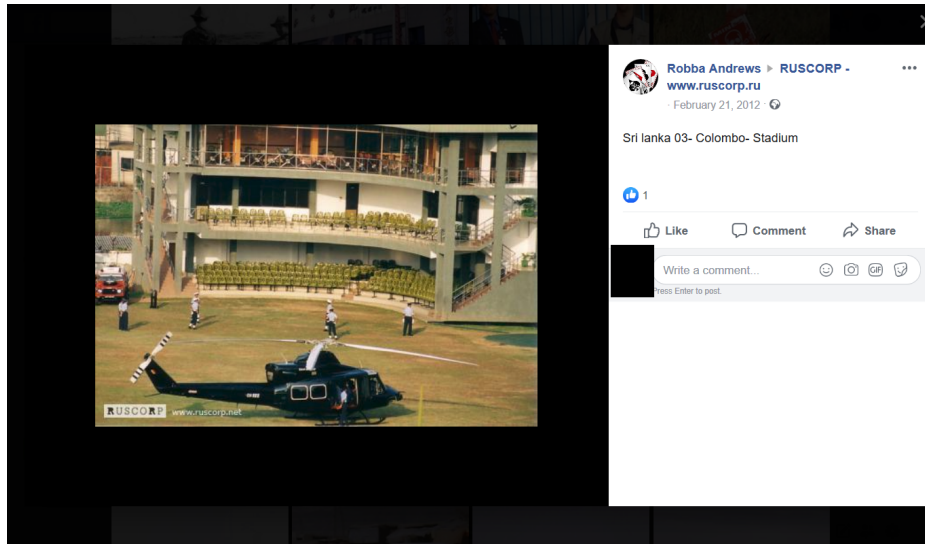 Robba Andrews ▸ RUSCORP -
www.ruscorp.ru
· February 21, 2012 ·
Sri lanka 03- Colombo- Stadium
1
Like Comment Share
Write a comment... GIF
Press Enter to post.
RUSCORP www.ruscorp.net